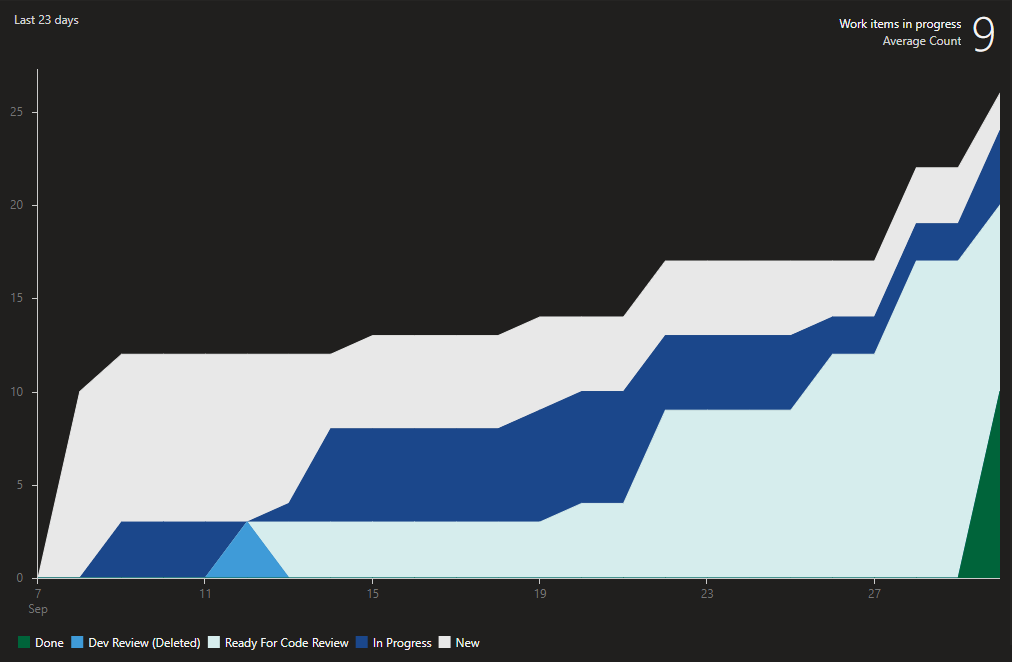 Last 23 days
Work items in progress
Average Count
9
25
20
15
10
5
0
7 11 15 19 23 27
Sep
Done Dev Review (Deleted) Ready For Code Review In Progress New